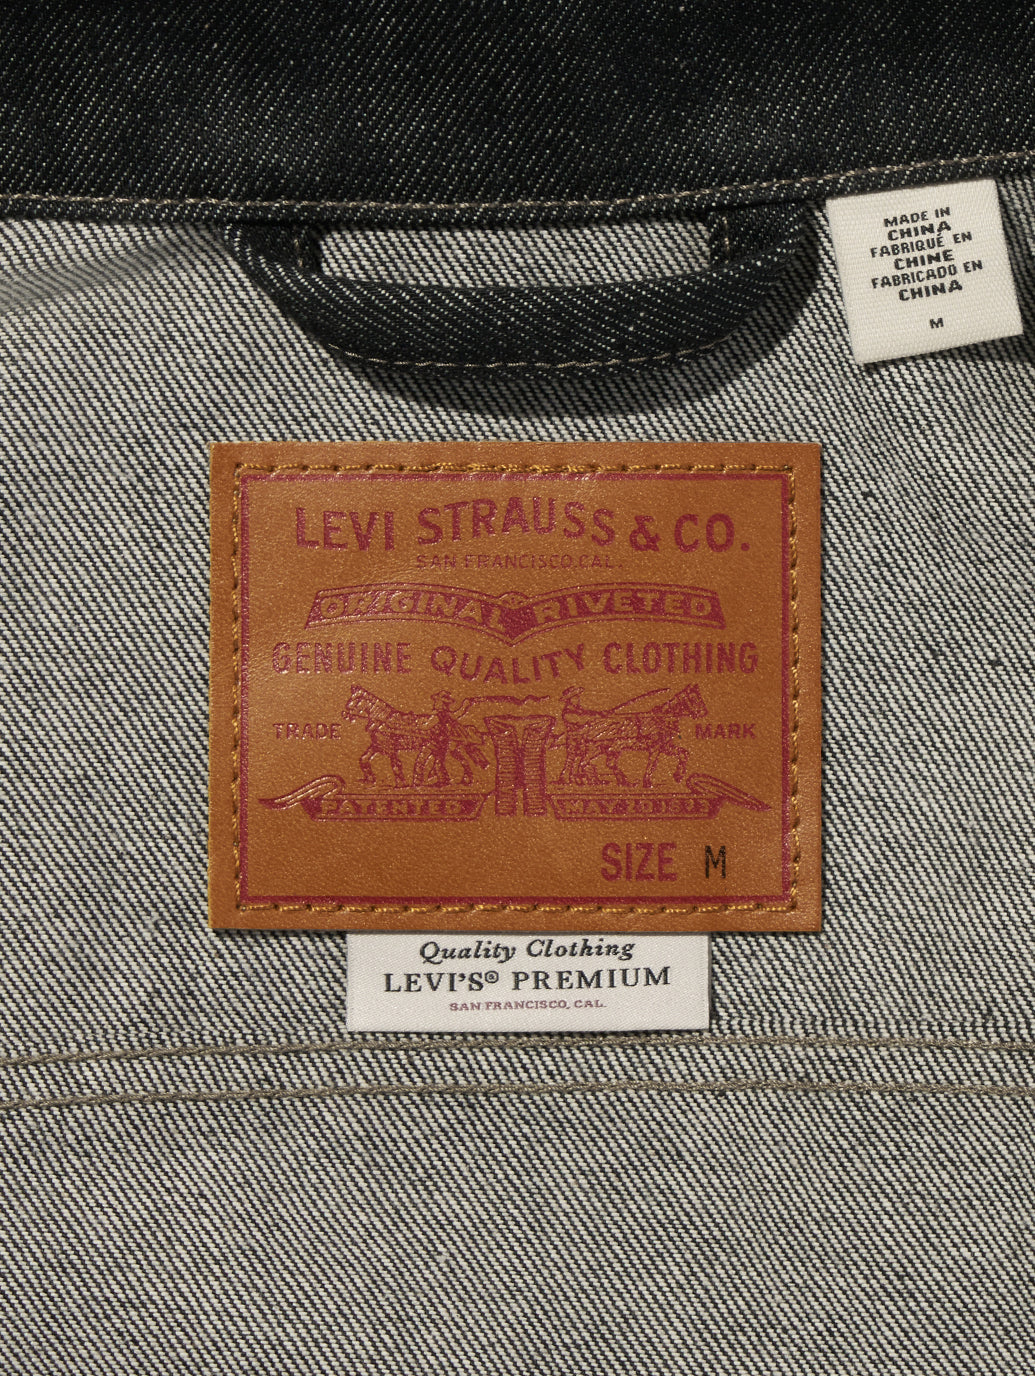 MADE IN
CHINA
FABRIQUÉ EN
CHINE
FABRICADO EN
CHINA
M
LEVI STRAUSS & CO.
SAN FRANCISCO, CAL.
ORIGINAL RIVETED
GENUINE QUALITY CLOTHING
TRADE MARK
PATENTED MAY 20 1873
SIZE M
Quality Clothing
LEVI'S® PREMIUM
SAN FRANCISCO, CAL.